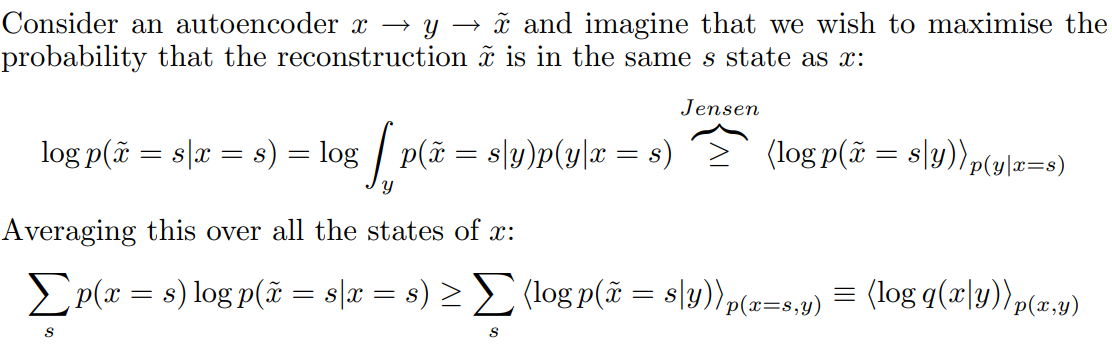 Consider an autoencoder x → y → x̃ and imagine that we wish to maximise the
probability that the reconstruction x̃ is in the same s state as x:
Jensen
log p(x̃ = s|x = s) = log ∫_y p(x̃ = s|y)p(y|x = s) ≥ ⟨log p(x̃ = s|y)⟩_{p(y|x=s)}
Averaging this over all the states of x:
∑_s p(x = s) log p(x̃ = s|x = s) ≥ ∑_s ⟨log p(x̃ = s|y)⟩_{p(x=s,y)} ≡ ⟨log q(x|y)⟩_{p(x,y)}